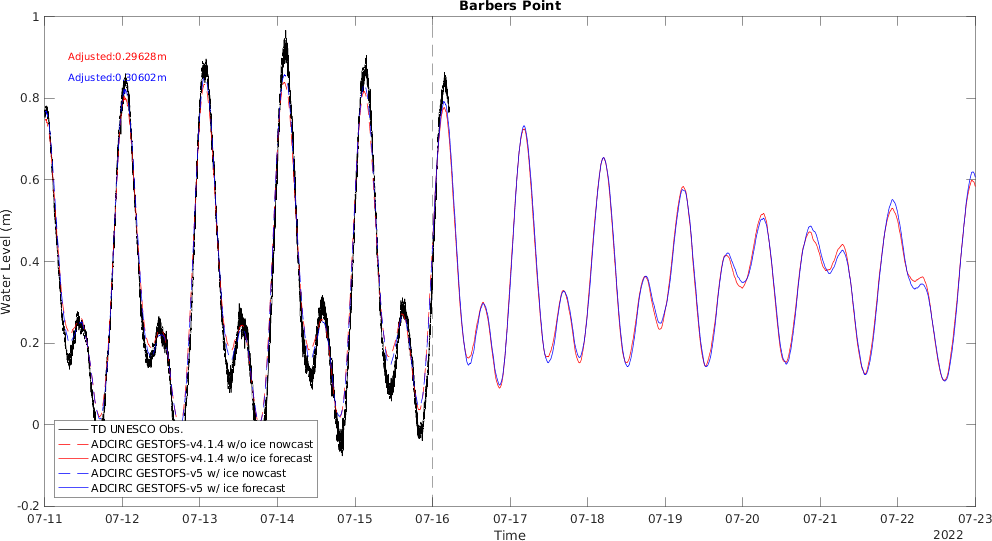 Barbers Point
1
0.8
0.6
0.4
0.2
0
-0.2
Water Level (m)
Adjusted:0.29628m
Adjusted:0.30602m
TD UNESCO Obs.
ADCIRC GESTOFS-v4.1.4 w/o ice nowcast
ADCIRC GESTOFS-v4.1.4 w/o ice forecast
ADCIRC GESTOFS-v5 w/ ice nowcast
ADCIRC GESTOFS-v5 w/ ice forecast
07-11 07-12 07-13 07-14 07-15 07-16 07-17 07-18 07-19 07-20 07-21 07-22 07-23
Time
2022